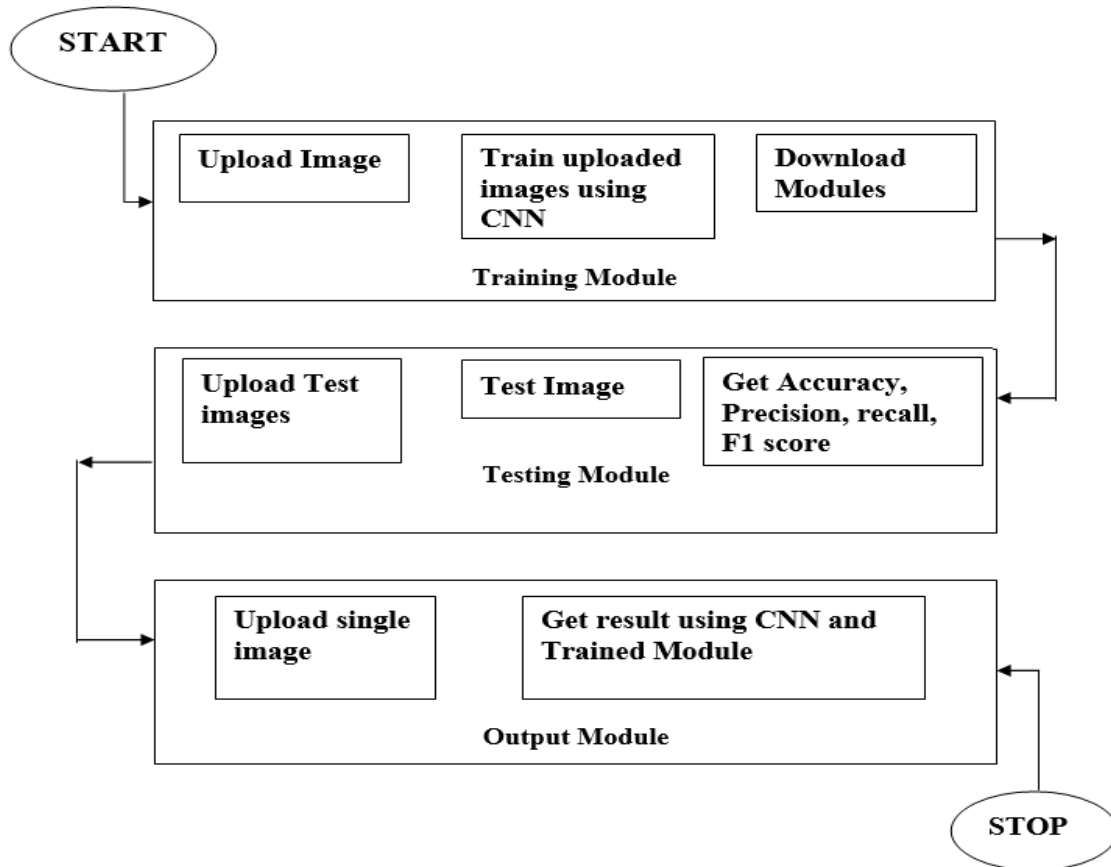 START
Upload Image
Train uploaded
images using
CNN
Download
Modules
Training Module
Upload Test
images
Test Image
Get Accuracy,
Precision, recall,
F1 score
Testing Module
Upload single
image
Get result using CNN and
Trained Module
Output Module
STOP